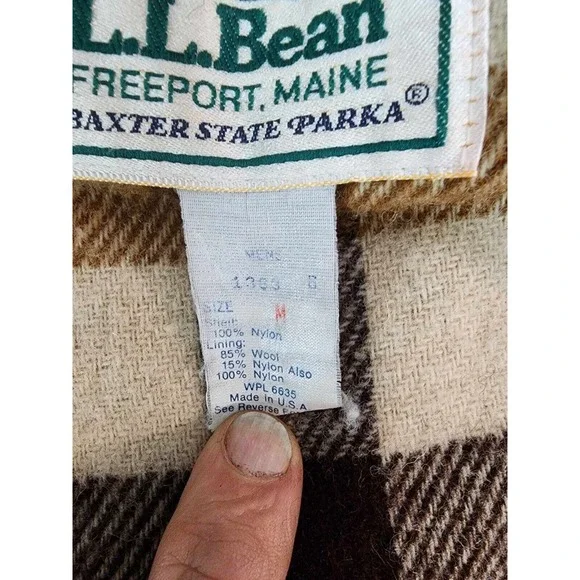 L.L.Bean
FREEPORT, MAINE
BAXTER STATE PARKA®
MENS
1363 B
SIZE M
Shell:
100% Nylon
Lining:
85% Wool
15% Nylon Also
100% Nylon
WPL 6635
Made in U.S.A
See Reverse